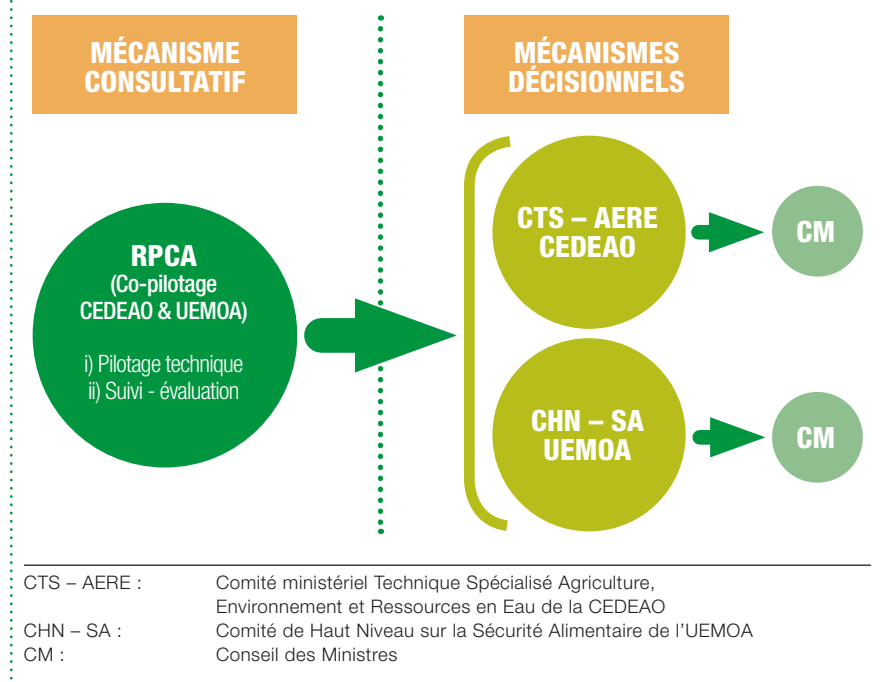 MÉCANISME
CONSULTATIF
MÉCANISMES
DÉCISIONNELS
RPCA
(Co-pilotage
CEDEAO & UEMOA)
i) Pilotage technique
ii) Suivi - évaluation
CTS – AERE
CEDEAO
CM
CHN – SA
UEMOA
CM
CTS – AERE : Comité ministériel Technique Spécialisé Agriculture,
Environnement et Ressources en Eau de la CEDEAO
CHN – SA : Comité de Haut Niveau sur la Sécurité Alimentaire de l’UEMOA
CM : Conseil des Ministres